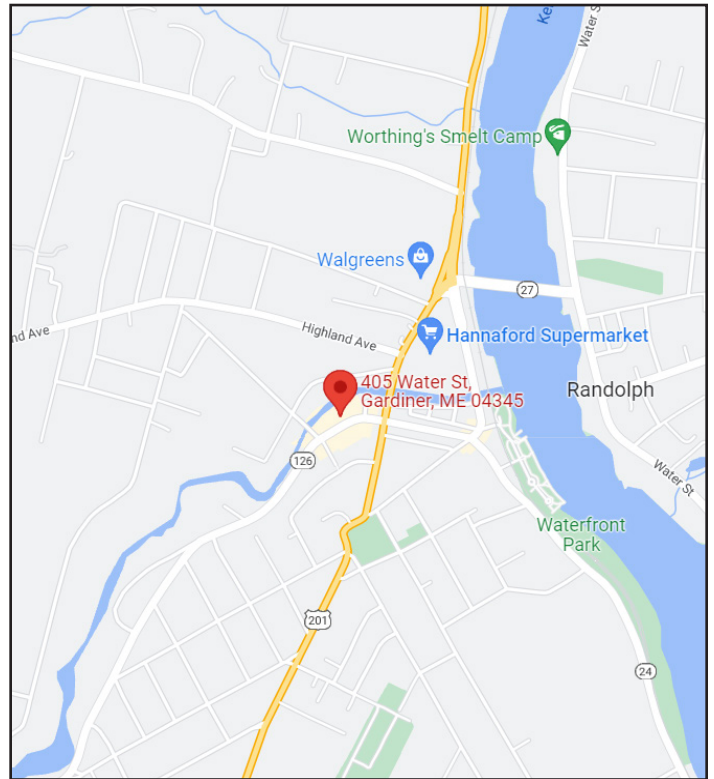 Ke
Water S
Worthing's Smelt Camp
Walgreens
27
nd Ave
Highland Ave
Hannaford Supermarket
405 Water St,
Gardiner, ME 04345
Randolph
126
Water St
Waterfront
Park
201
24